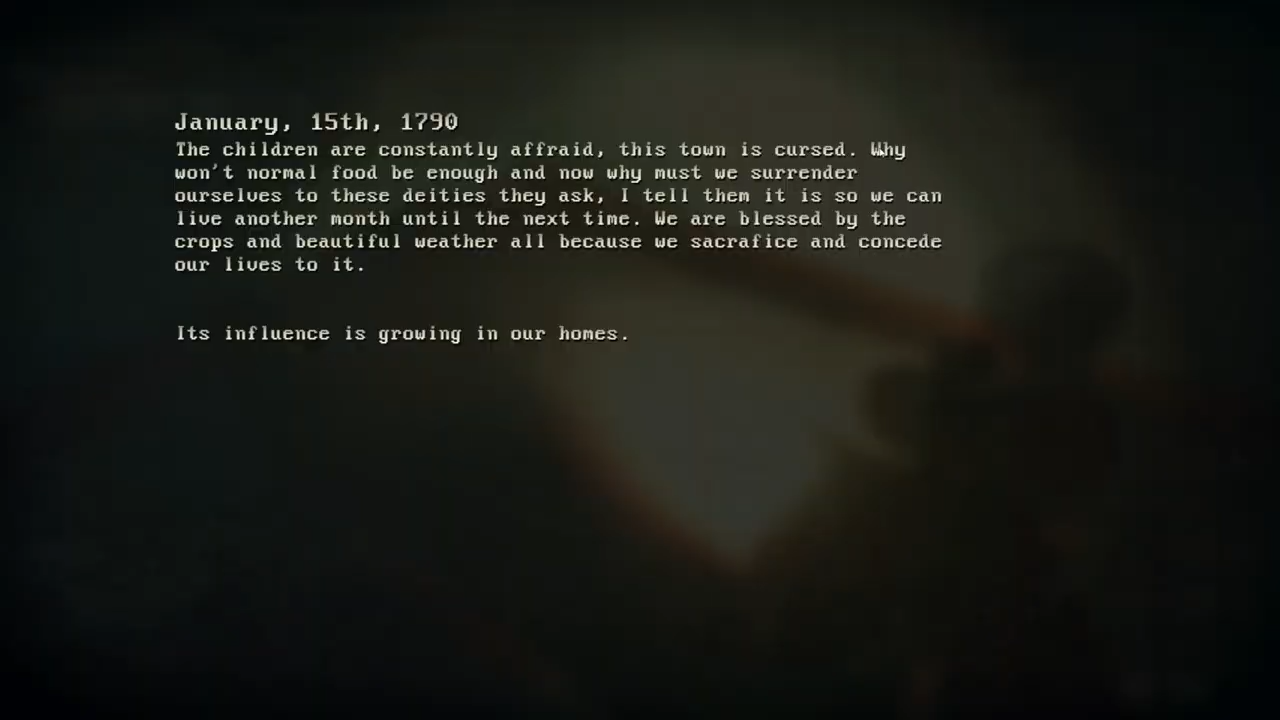 January, 15th, 1790
The children are constantly affraid, this town is cursed. Why
won't normal food be enough and now why must we surrender
ourselves to these deities they ask, I tell them it is so we can
live another month until the next time. We are blessed by the
crops and beautiful weather all because we sacrafice and concede
our lives to it.
Its influence is growing in our homes.